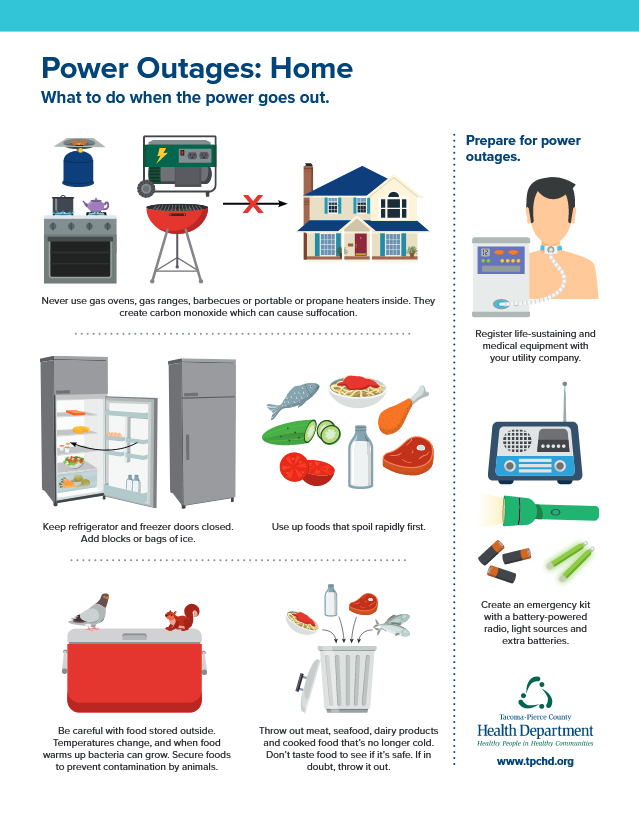 Power Outages: Home
What to do when the power goes out.
Never use gas ovens, gas ranges, barbecues or portable or propane heaters inside. They
create carbon monoxide which can cause suffocation.
Keep refrigerator and freezer doors closed.
Add blocks or bags of ice.
Use up foods that spoil rapidly first.
Be careful with food stored outside.
Temperatures change, and when food
warms up bacteria can grow. Secure foods
to prevent contamination by animals.
Throw out meat, seafood, dairy products
and cooked food that's no longer cold.
Don't taste food to see if it's safe. If in
doubt, throw it out.
Prepare for power
outages.
Register life-sustaining and
medical equipment with
your utility company.
Create an emergency kit
with a battery-powered
radio, light sources and
extra batteries.
Tacoma-Pierce County
Health Department
Healthy People in Healthy Communities
www.tpchd.org